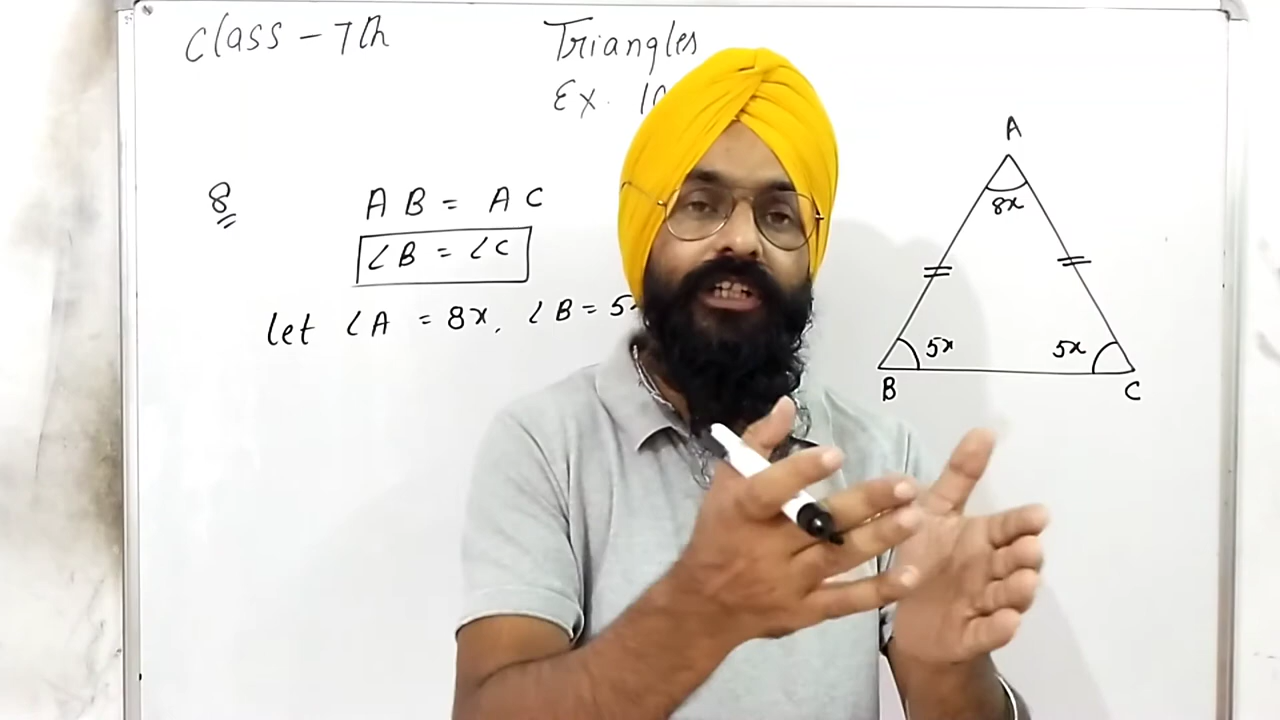 Class - 7th
Triangles
Ex. 10
8
AB = AC
∠B = ∠C
let ∠A = 8x, ∠B = 5
A
8x
5x
5x
B
C